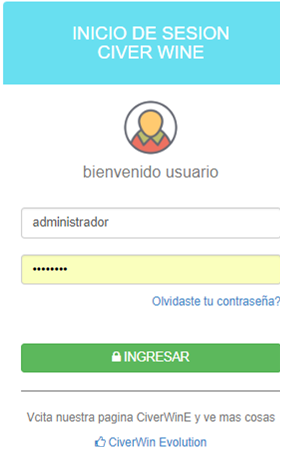 INICIO DE SESION
CIVER WINE
bienvenido usuario
administrador
••••••••
Olvidaste tu contraseña?
INGRESAR
Vcita nuestra pagina CiverWinE y ve mas cosas
CiverWin Evolution